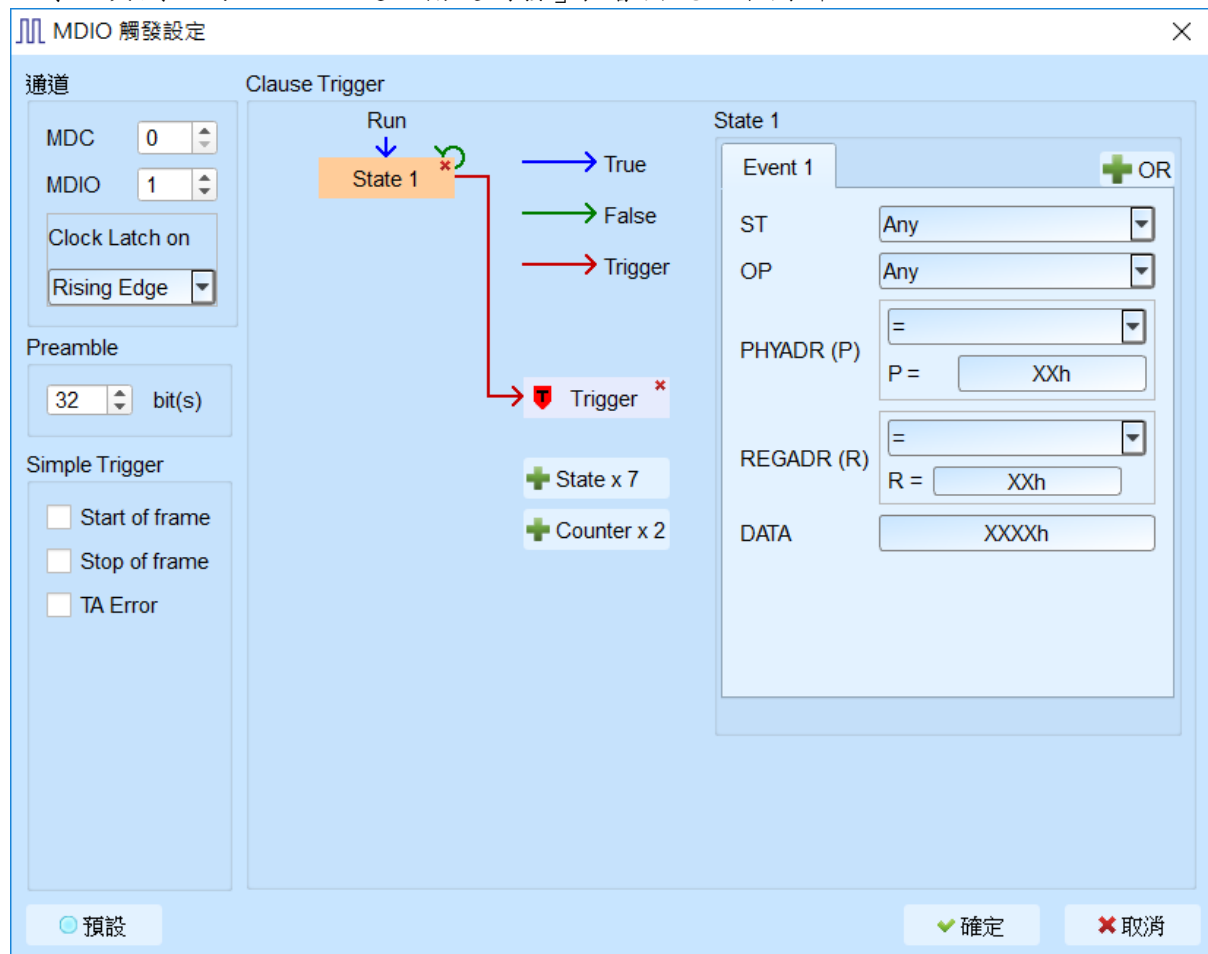 MDIO 觸發設定
通道
MDC 0
MDIO 1
Clock Latch on
Rising Edge
Preamble
32 bit(s)
Simple Trigger
Start of frame
Stop of frame
TA Error
Clause Trigger
Run
State 1
True
False
Trigger
T Trigger
State x 7
Counter x 2
State 1
Event 1
OR
ST Any
OP Any
PHYADR (P) =
P = XXh
REGADR (R) =
R = XXh
DATA XXXXh
預設
確定
取消